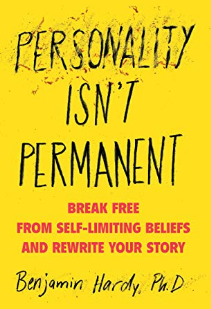 PERSONALITY
ISN'T
PERMANENT
BREAK FREE
FROM SELF-LIMITING BELIEFS
AND REWRITE YOUR STORY
Benjamin Hardy, Ph.D